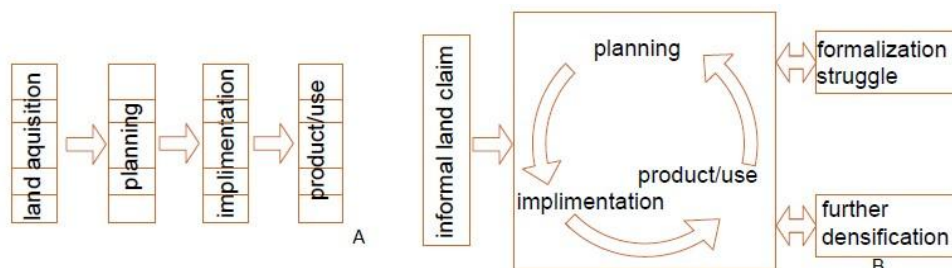 land aquisition
planning
implimentation
product/use
A
informal land claim
planning
implimentation
product/use
formalization
struggle
further
densification
B